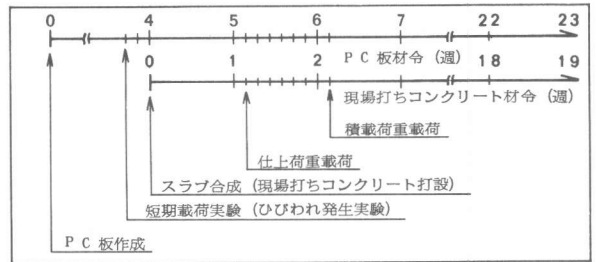 0 4 5 6 7 22 23
PC板材令（週）
0 1 2 18 19
現場打ちコンクリート材令（週）
積載荷重載荷
仕上荷重載荷
スラブ合成（現場打ちコンクリート打設）
短期載荷実験（ひびわれ発生実験）
PC板作成